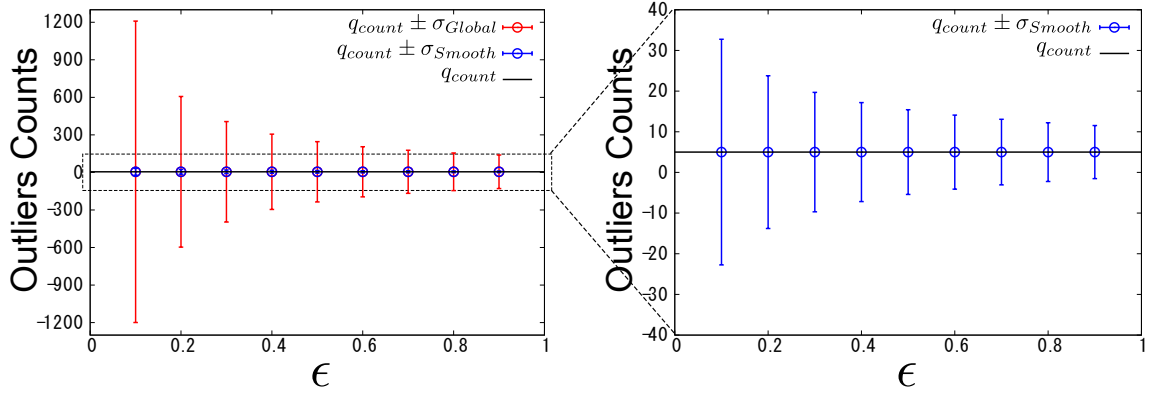 Outliers Counts
1200
900
600
300
0
-300
-600
-900
-1200
q_count ± σ_Global
q_count ± σ_Smooth
q_count
0 0.2 0.4 0.6 0.8 1
ϵ
Outliers Counts
40
30
20
10
0
-10
-20
-30
-40
q_count ± σ_Smooth
q_count
0 0.2 0.4 0.6 0.8 1
ϵ